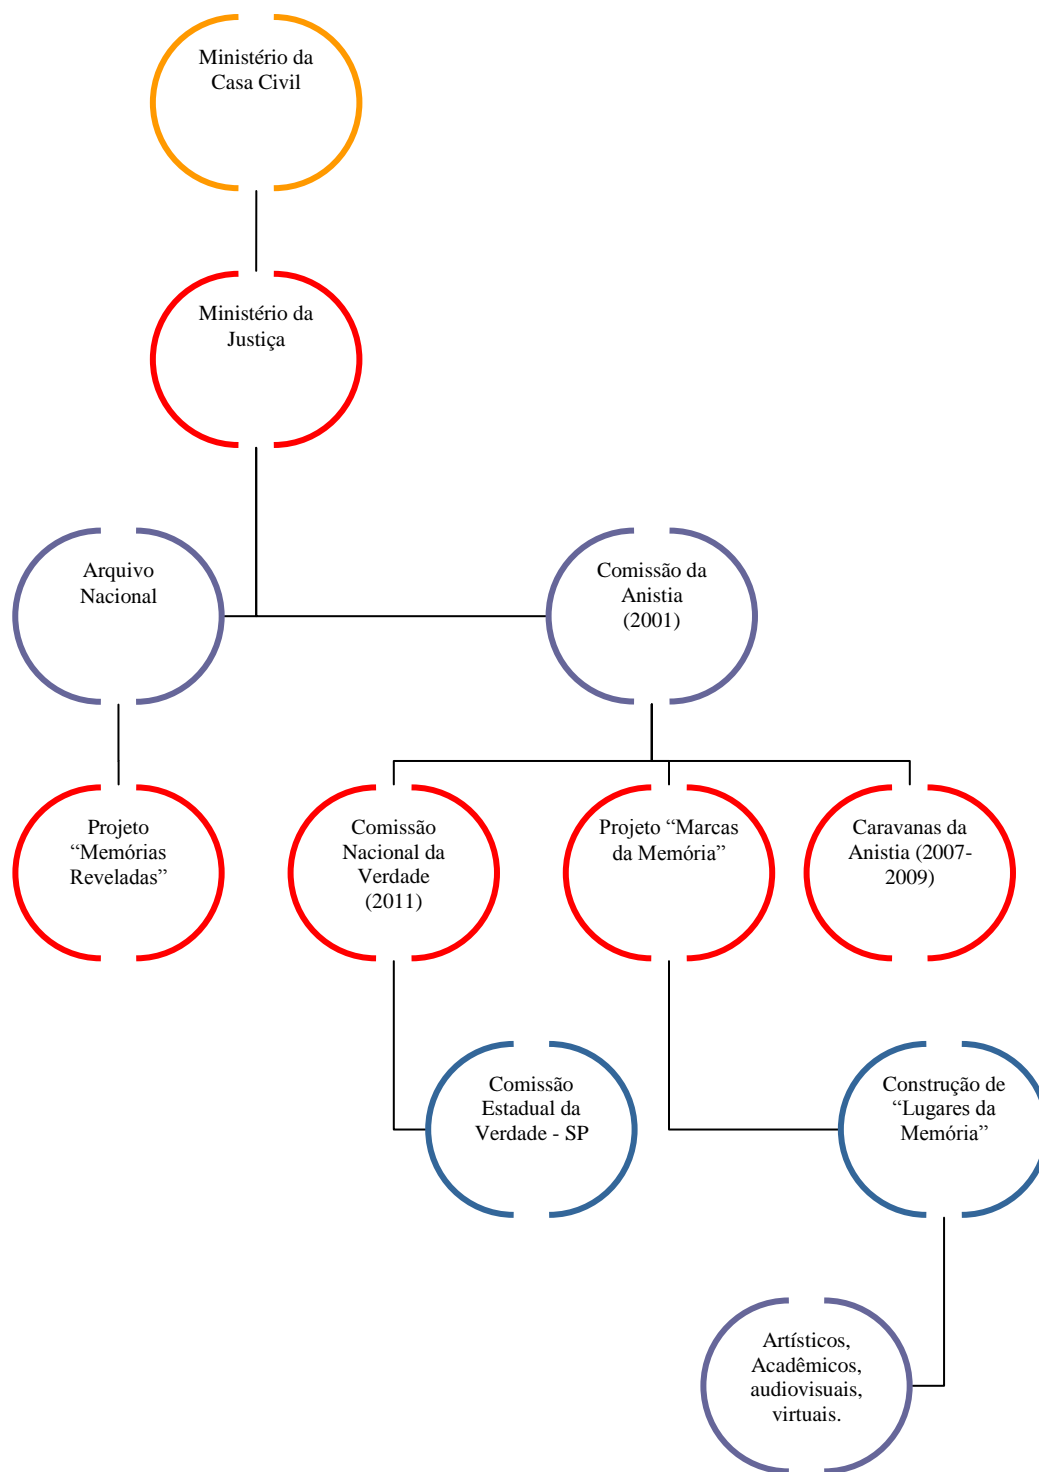 Ministério da
Casa Civil
Ministério da
Justiça
Arquivo
Nacional
Comissão da
Anistia
(2001)
Projeto
“Memórias
Reveladas”
Comissão
Nacional da
Verdade
(2011)
Projeto “Marcas
da Memória”
Caravanas da
Anistia (2007-
2009)
Comissão
Estadual da
Verdade - SP
Construção de
“Lugares da
Memória”
Artísticos,
Acadêmicos,
audiovisuais,
virtuais.